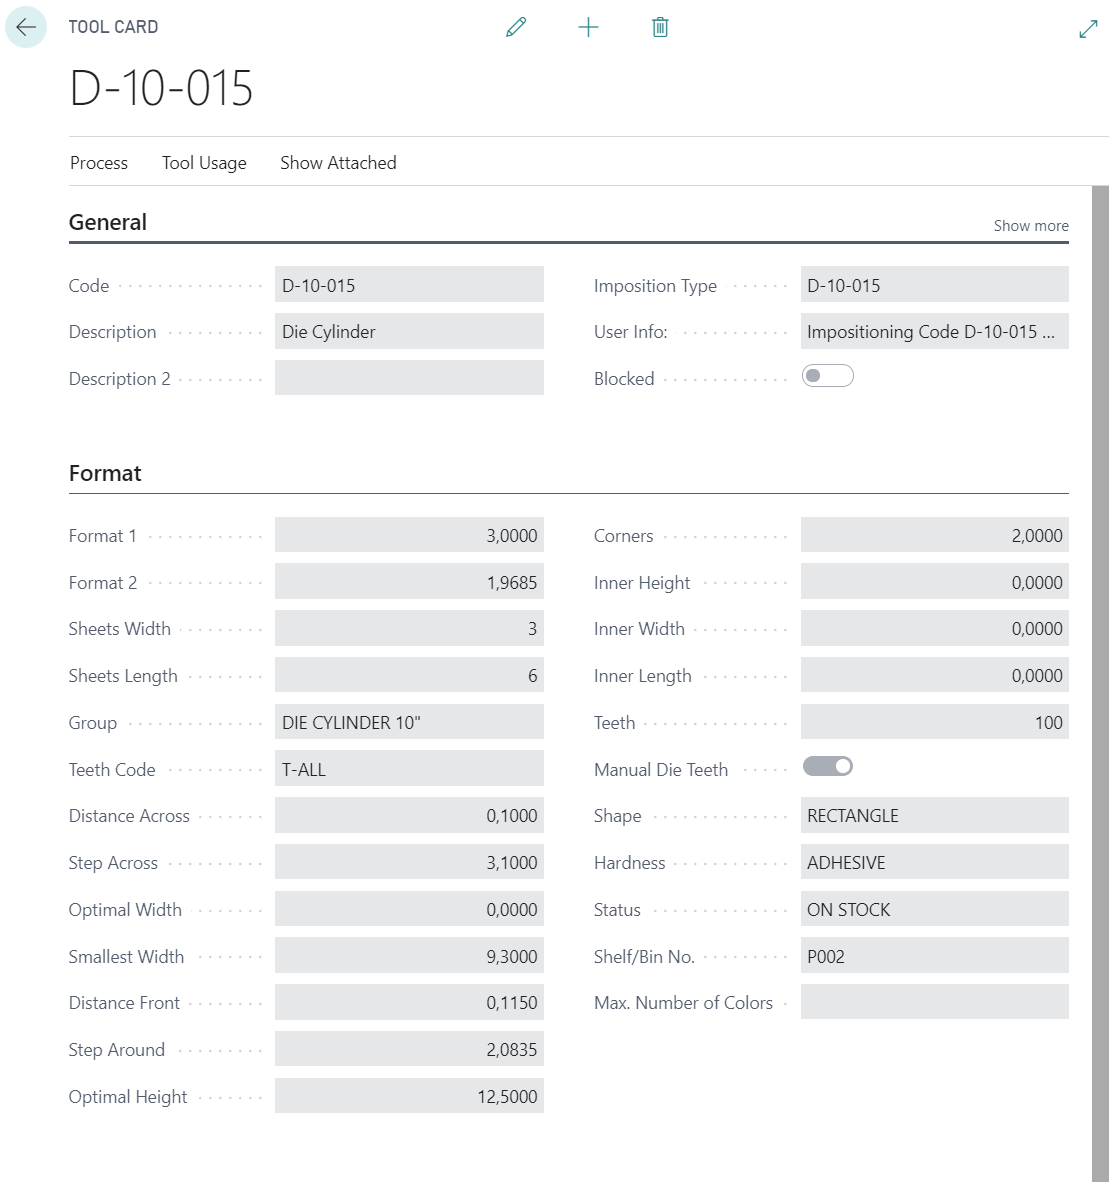 TOOL CARD
D-10-015
Process Tool Usage Show Attached
General Show more
Code D-10-015 Imposition Type D-10-015
Description Die Cylinder User Info: Impositioning Code D-10-015 ...
Description 2 Blocked
Format
Format 1 3,0000 Corners 2,0000
Format 2 1,9685 Inner Height 0,0000
Sheets Width 3 Inner Width 0,0000
Sheets Length 6 Inner Length 0,0000
Group DIE CYLINDER 10" Teeth 100
Teeth Code T-ALL Manual Die Teeth
Distance Across 0,1000 Shape RECTANGLE
Step Across 3,1000 Hardness ADHESIVE
Optimal Width 0,0000 Status ON STOCK
Smallest Width 9,3000 Shelf/Bin No. P002
Distance Front 0,1150 Max. Number of Colors
Step Around 2,0835
Optimal Height 12,5000